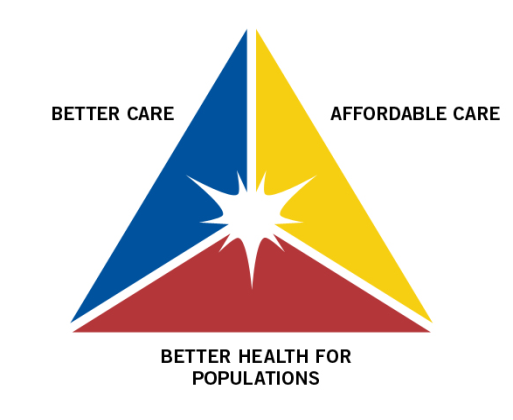 BETTER CARE
AFFORDABLE CARE
BETTER HEALTH FOR
POPULATIONS